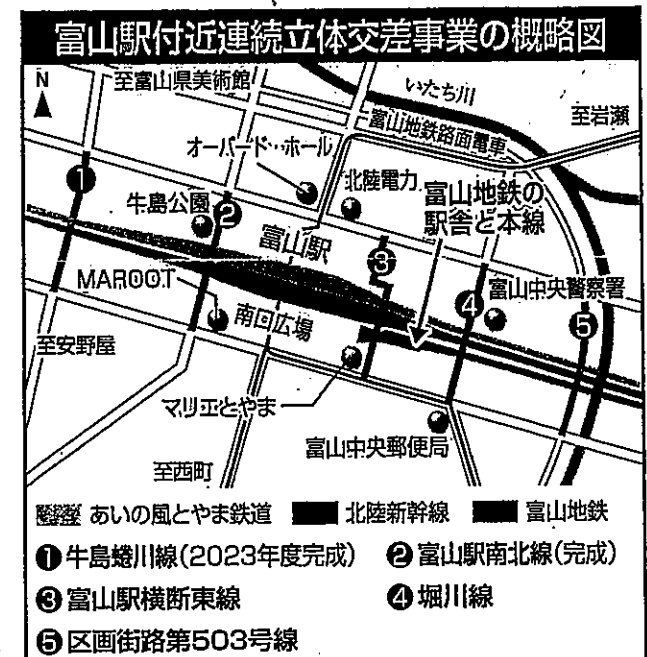 富山駅付近連続立体交差事業の概略図
N
至富山県美術館
いたち川
至岩瀬
富山地鉄路面電車
オーバード・ホール
北陸電力
富山地鉄の
駅舎と本線
❶
牛島公園
❷
富山駅
❸
MAROOT
❹
富山中央警察署
❺
南口広場
至安野屋
マリエとやま
富山中央郵便局
至西町
あいの風とやま鉄道 北陸新幹線 富山地鉄
❶牛島蜷川線(2023年度完成) ❷富山駅南北線(完成)
❸富山駅横断東線 ❹堀川線
❺区画街路第503号線